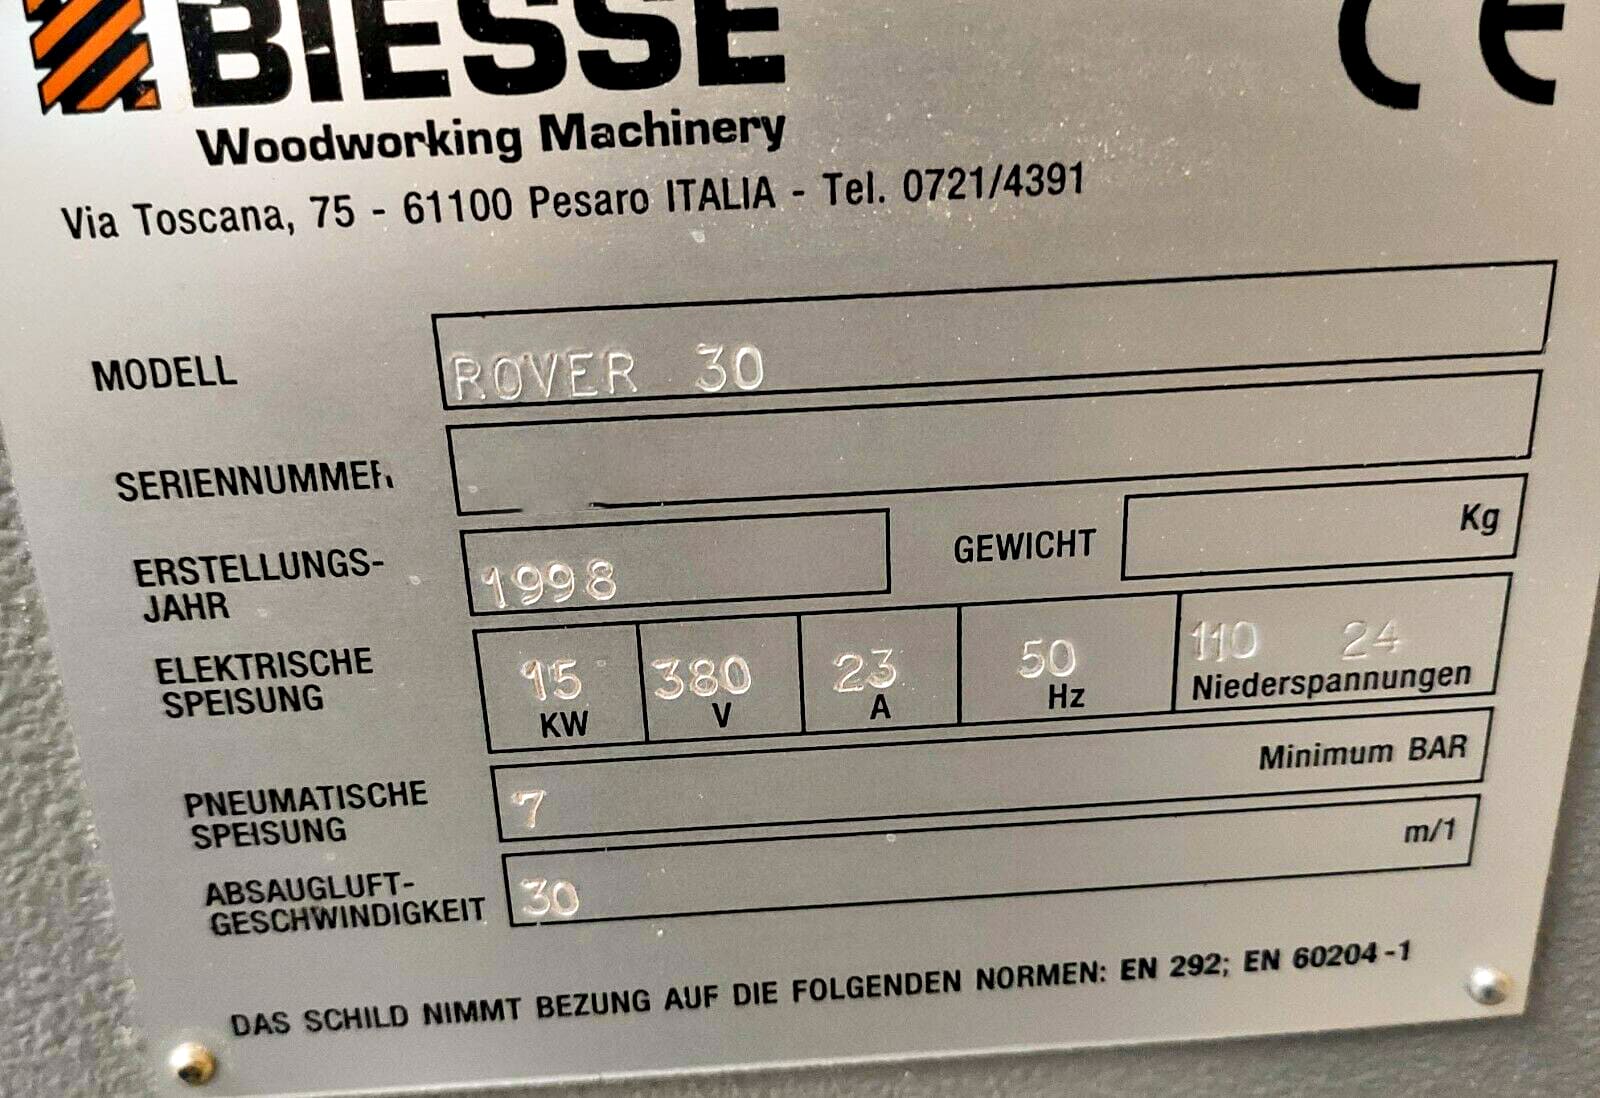 BIESSE
CE
Woodworking Machinery
Via Toscana, 75 - 61100 Pesaro ITALIA - Tel. 0721/4391
MODELL ROVER 30
SERIENNUMMER
ERSTELLUNGS-
JAHR 1998 GEWICHT Kg
ELEKTRISCHE
SPEISUNG 15 KW 380 V 23 A 50 Hz 110 24 Niederspannungen
PNEUMATISCHE
SPEISUNG 7 Minimum BAR
ABSAUGLUFT-
GESCHWINDIGKEIT 30 m/1
DAS SCHILD NIMMT BEZUNG AUF DIE FOLGENDEN NORMEN: EN 292; EN 60204-1